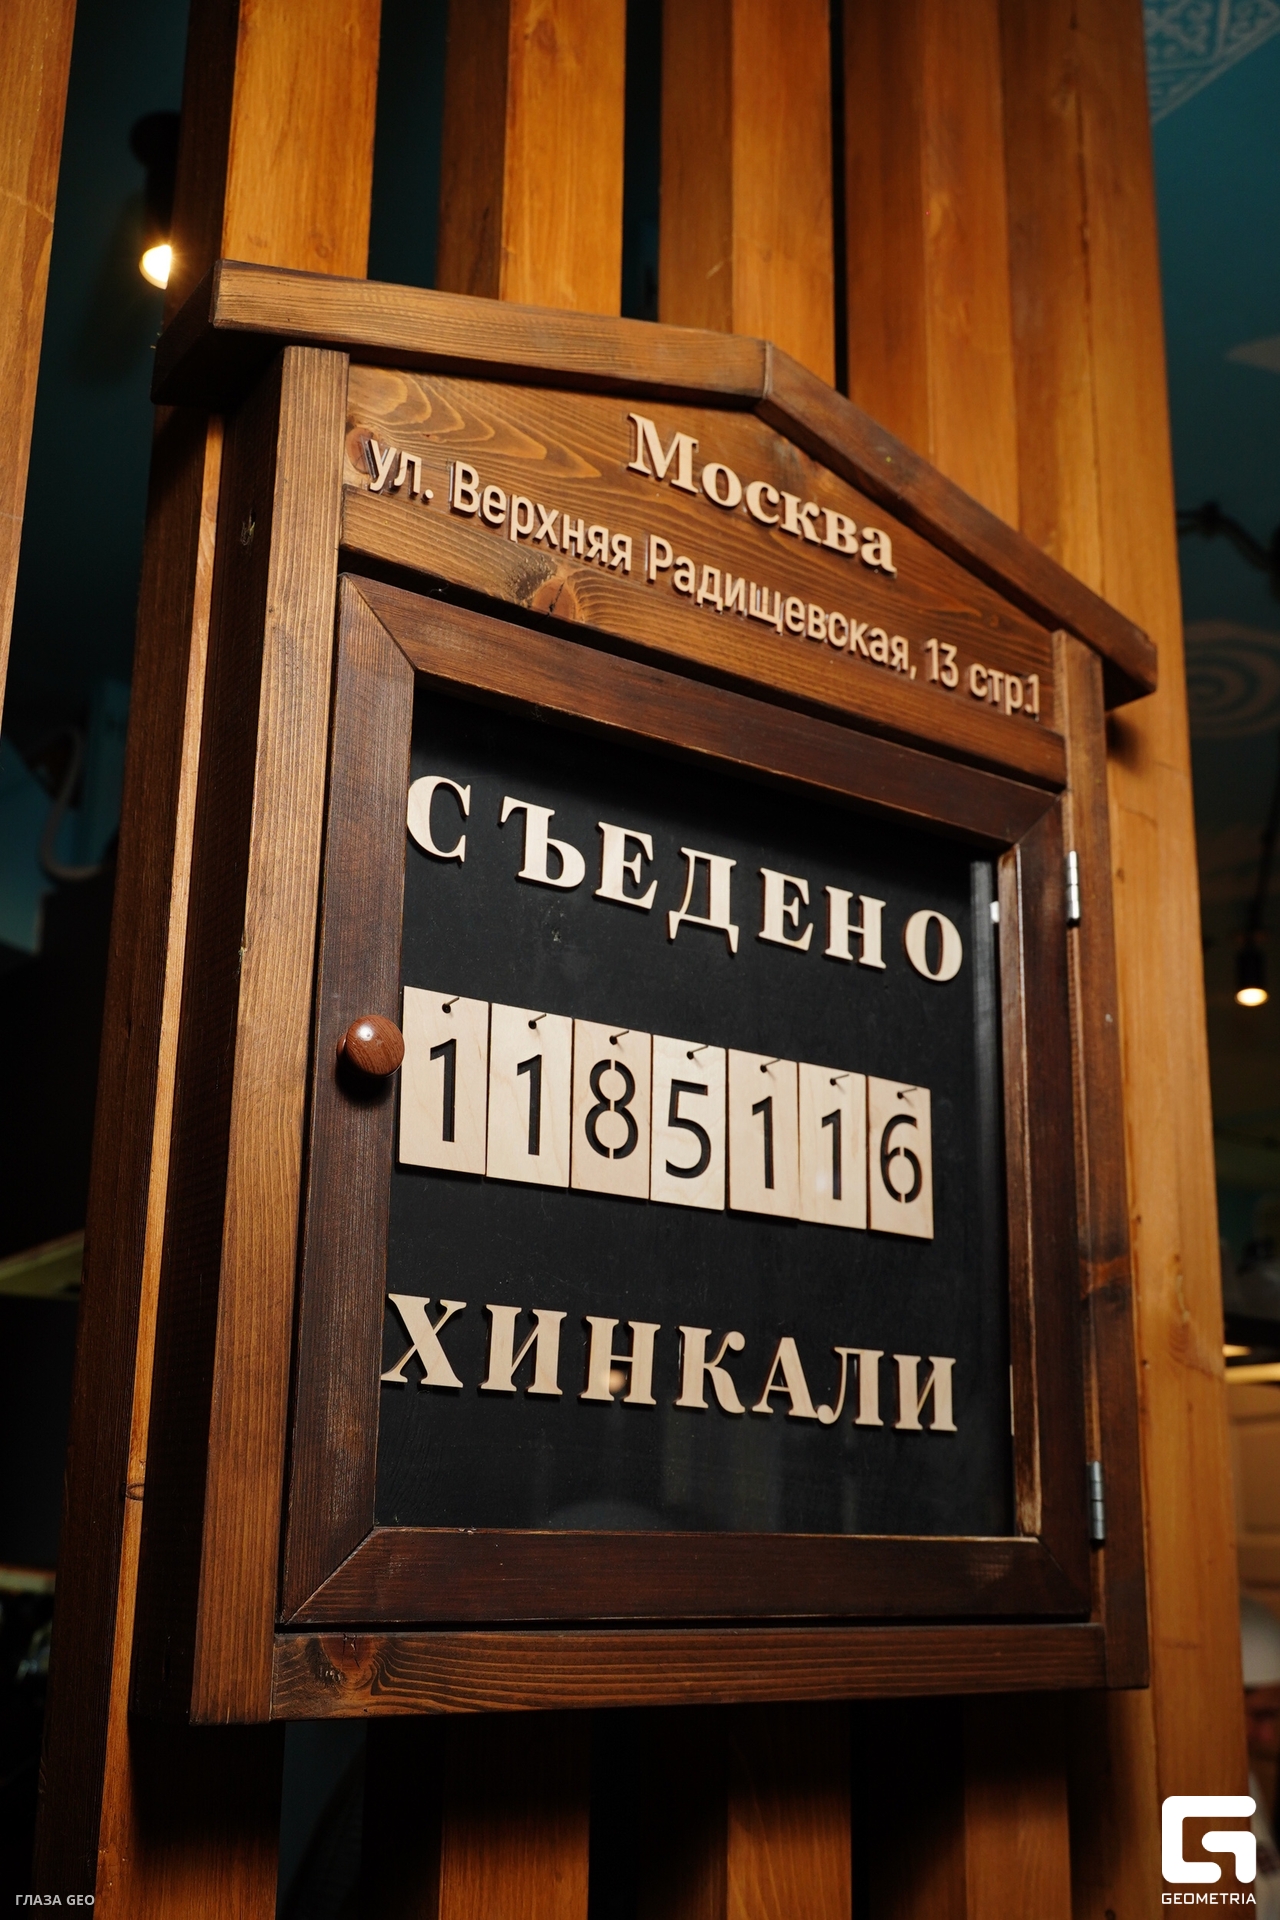 Москва
ул. Верхняя Радищевская, 13 стр.1
СЪЕДЕНО
1185116
ХИНКАЛИ
ГЛАЗА GEO
GEOMETRIA